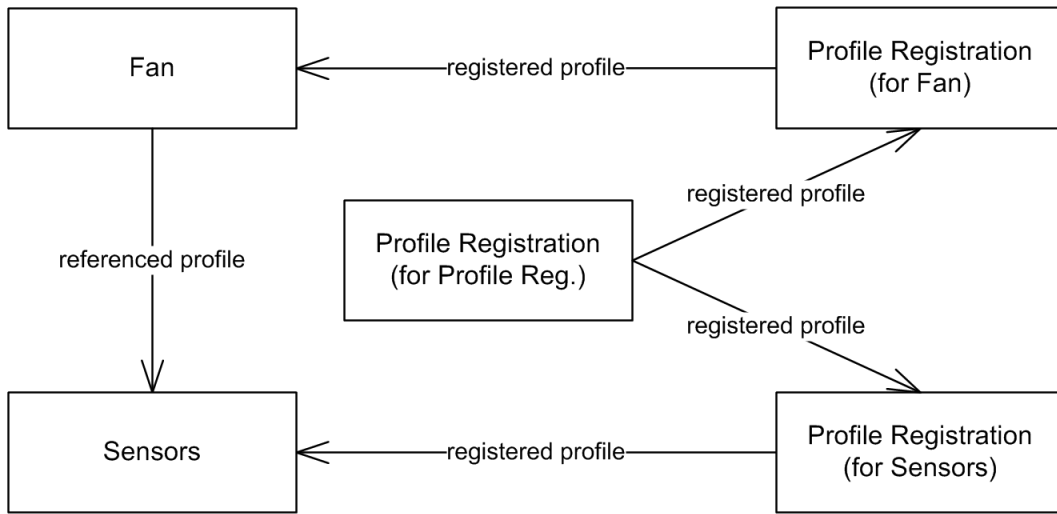 Fan
registered profile
Profile Registration
(for Fan)
registered profile
Profile Registration
(for Profile Reg.)
referenced profile
registered profile
Sensors
registered profile
Profile Registration
(for Sensors)